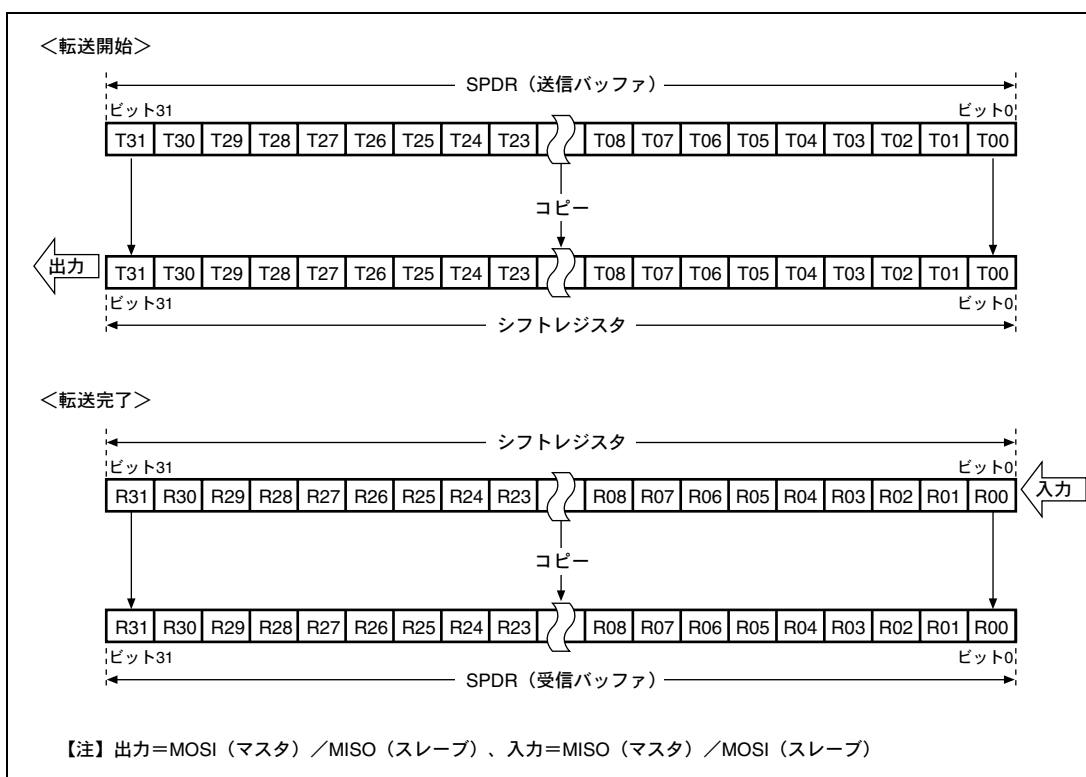 ＜転送開始＞
SPDR（送信バッファ）
ビット31 ビット0
T31 T30 T29 T28 T27 T26 T25 T24 T23 T08 T07 T06 T05 T04 T03 T02 T01 T00
コピー
出力
T31 T30 T29 T28 T27 T26 T25 T24 T23 T08 T07 T06 T05 T04 T03 T02 T01 T00
ビット31 ビット0
シフトレジスタ
＜転送完了＞
シフトレジスタ
ビット31 ビット0
R31 R30 R29 R28 R27 R26 R25 R24 R23 R08 R07 R06 R05 R04 R03 R02 R01 R00
入力
コピー
R31 R30 R29 R28 R27 R26 R25 R24 R23 R08 R07 R06 R05 R04 R03 R02 R01 R00
ビット31 ビット0
SPDR（受信バッファ）
【注】出力＝MOSI（マスタ）／MISO（スレーブ）、入力＝MISO（マスタ）／MOSI（スレーブ）